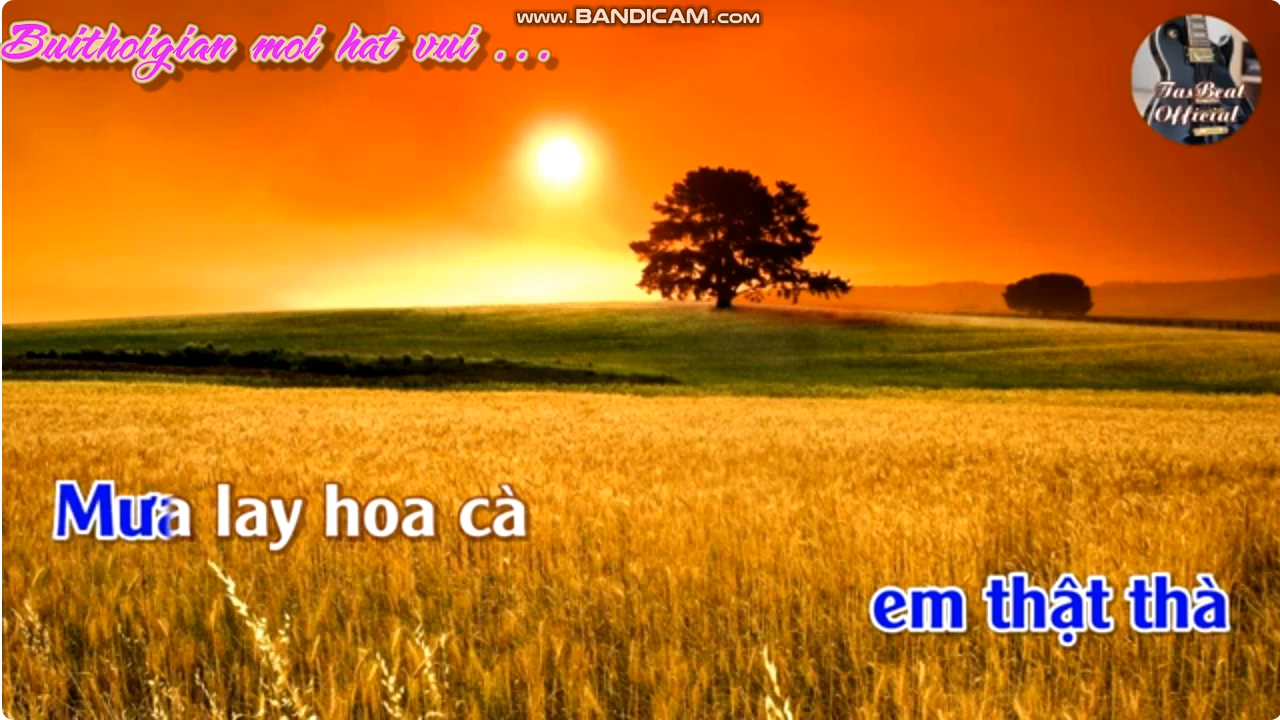 www.BANDICAM.com
Buithoigian moi hat vui ...
TasBeat
Official
Mưa lay hoa cà
em thật thà